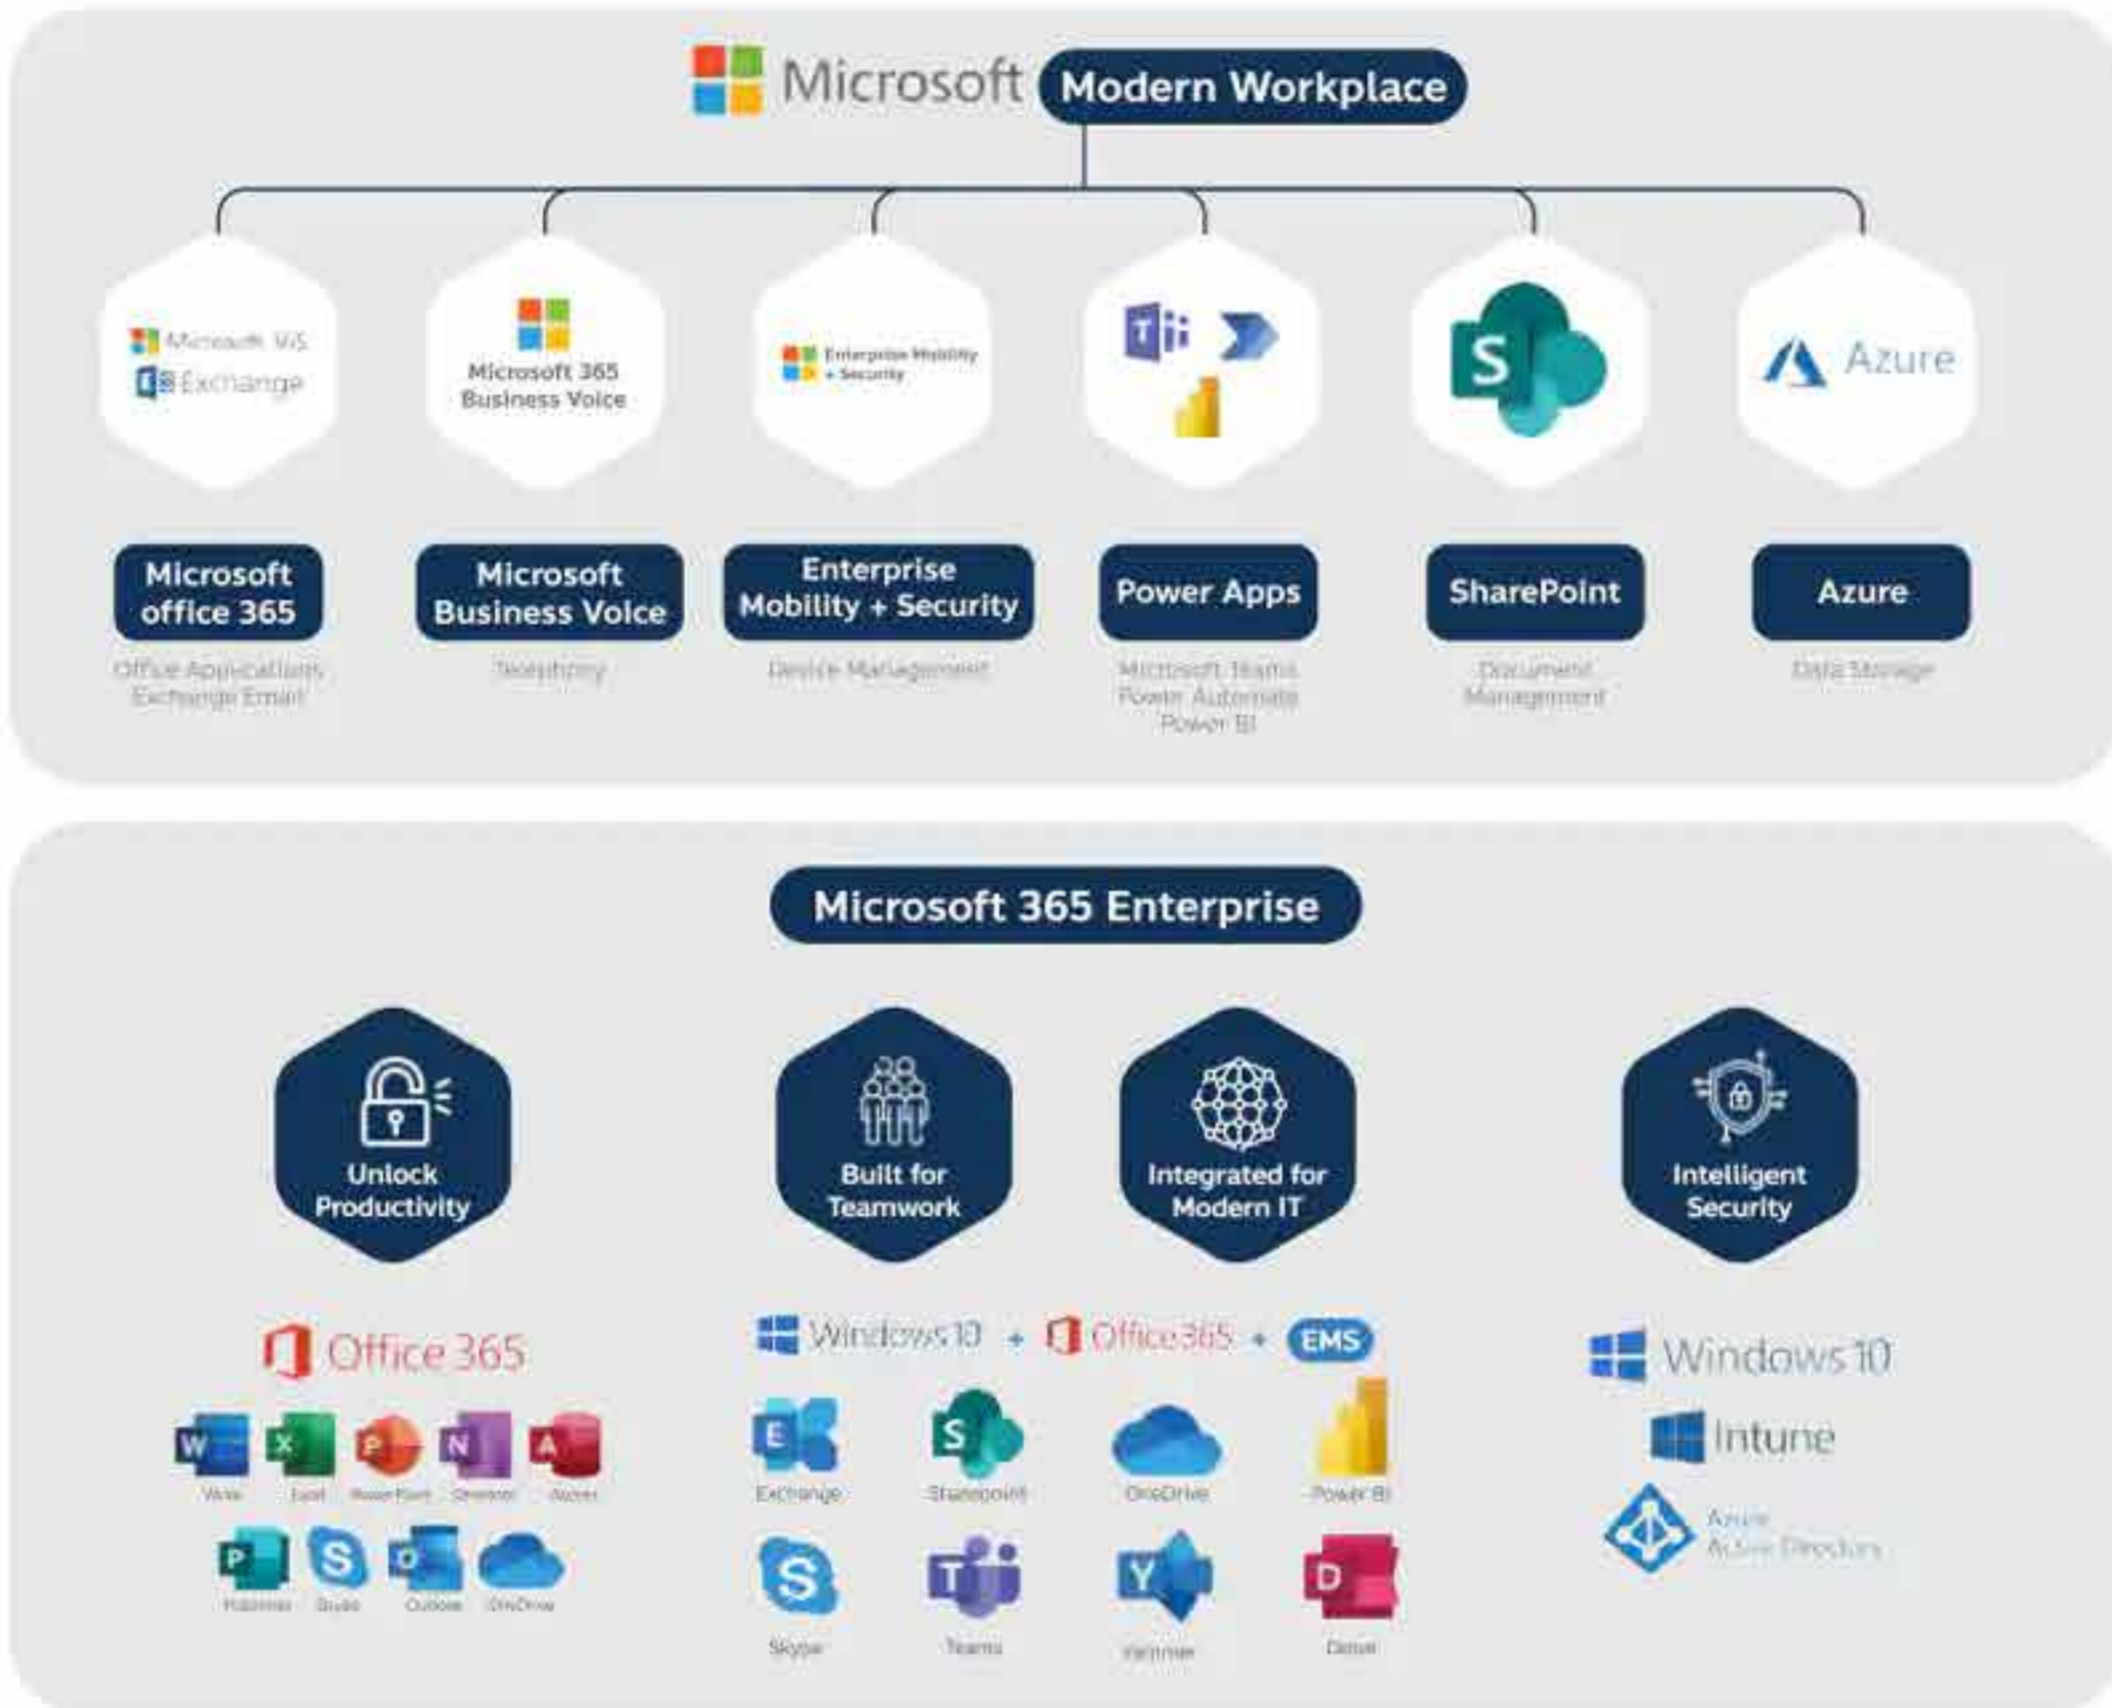 Microsoft Modern Workplace
Exchange
Microsoft 365
Business Voice
Enterprise Mobility
+ Security
T
S
Azure
Microsoft
office 365
Microsoft
Business Voice
Enterprise
Mobility + Security
Power Apps
SharePoint
Azure
Office Applications
Exchange Email
Telephony
Device Management
Microsoft Teams
Power Automate
Power BI
Document
Management
Data Storage
Microsoft 365 Enterprise
Unlock
Productivity
Built for
Teamwork
Integrated for
Modern IT
Intelligent
Security
Office 365
W X P N A
Excel PowerPoint
P S O
Outlook OneDrive
Windows 10 + Office 365 + EMS
E S
Exchange Sharepoint OneDrive Power BI
S T Y D
Skype Teams
Windows 10
Intune
Azure
Active Directory